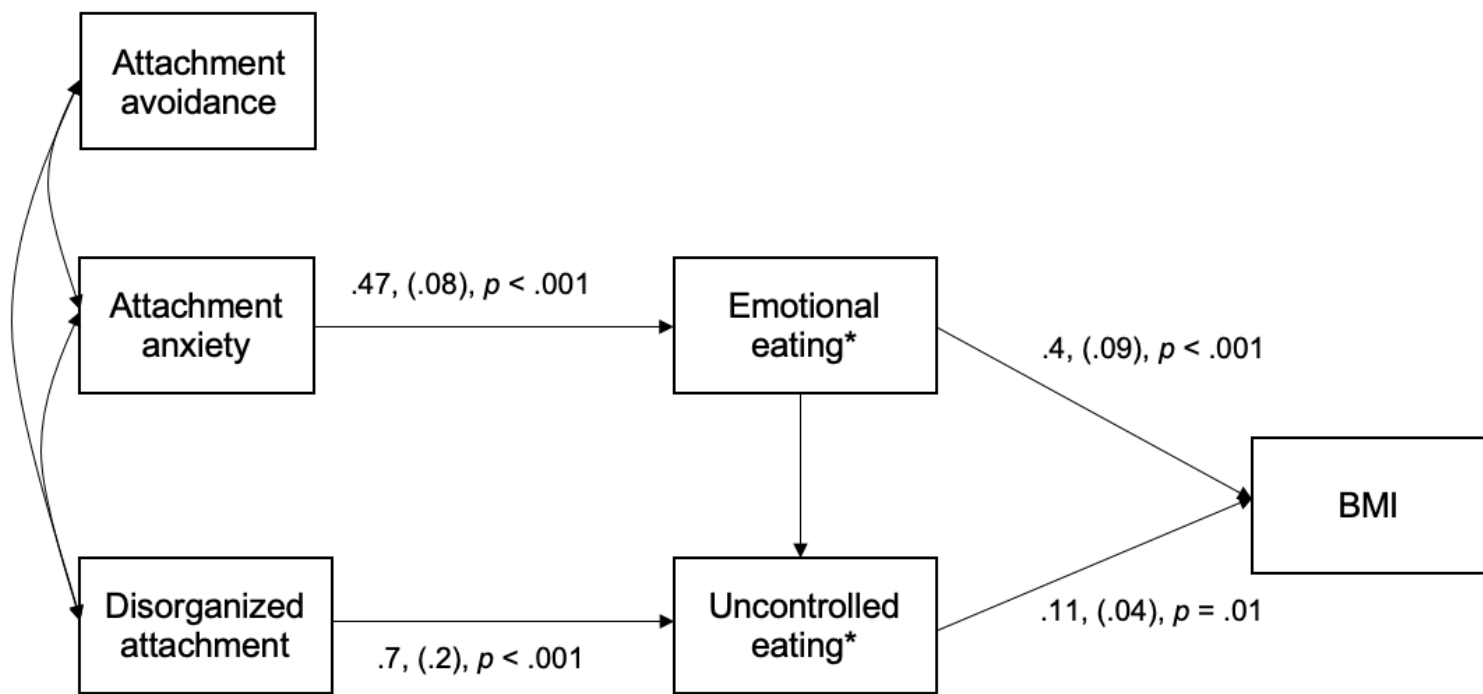 Attachment
avoidance
Attachment
anxiety
.47, (.08), p < .001
Emotional
eating*
.4, (.09), p < .001
BMI
Disorganized
attachment
.7, (.2), p < .001
Uncontrolled
eating*
.11, (.04), p = .01